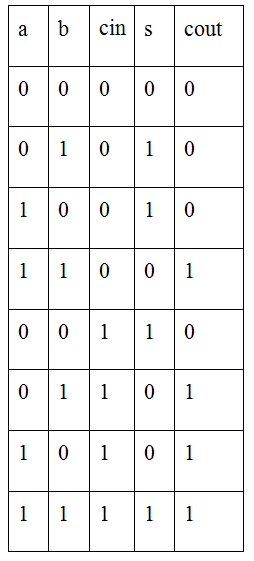 a b cin s cout
0 0 0 0 0
0 1 0 1 0
1 0 0 1 0
1 1 0 0 1
0 0 1 1 0
0 1 1 0 1
1 0 1 0 1
1 1 1 1 1